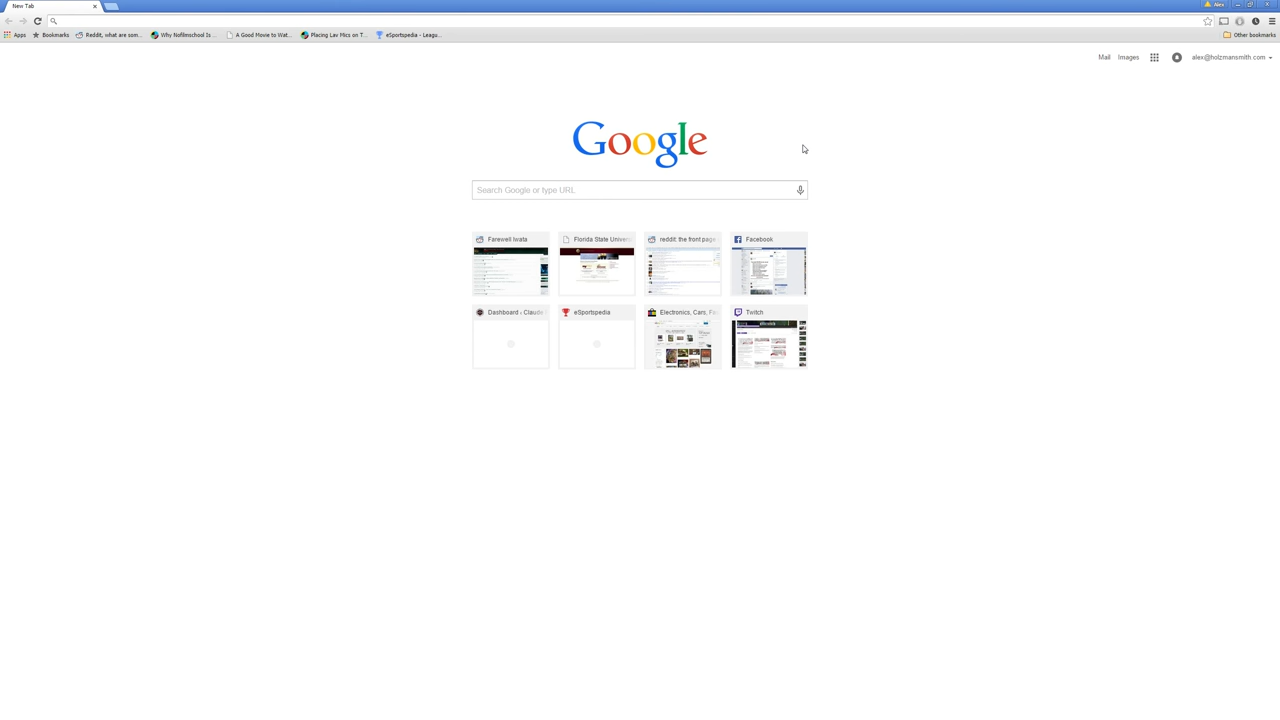 New Tab
Alex
Apps Bookmarks Reddit, what are som... Why Nofilmschool Is ... A Good Movie to Wat... Placing Lav Mics on T... eSportspedia - Leagu... Other bookmarks
Mail Images alex@holzmansmith.com
Google
Search Google or type URL
Farewell Iwata Florida State Univers reddit: the front page Facebook
Dashboard ‹ Claude eSportspedia Electronics, Cars, Fa Twitch